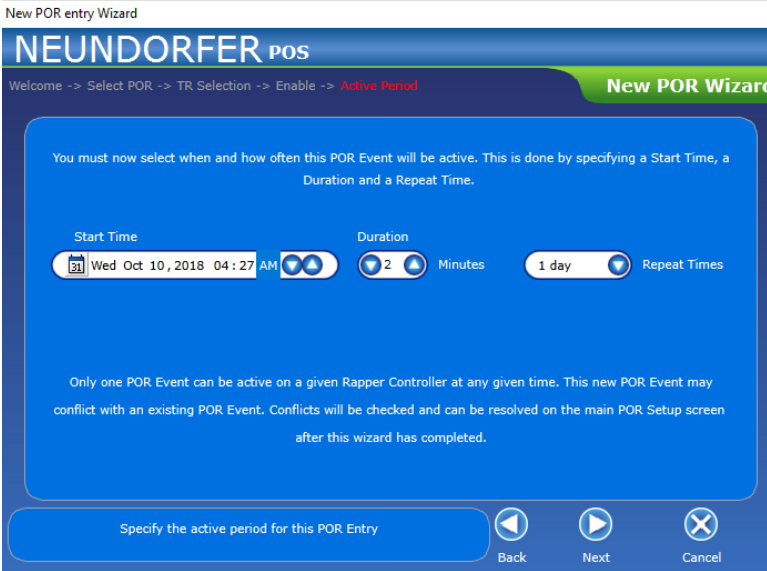 New POR entry Wizard
NEUNDORFER POS
Welcome -> Select POR -> TR Selection -> Enable -> Active Period
New POR Wizard
You must now select when and how often this POR Event will be active. This is done by specifying a Start Time, a
Duration and a Repeat Time.
Start Time
Duration
31 Wed Oct 10, 2018 04:27 AM
2
Minutes
1 day
Repeat Times
Only one POR Event can be active on a given Rapper Controller at any given time. This new POR Event may
conflict with an existing POR Event. Conflicts will be checked and can be resolved on the main POR Setup screen
after this wizard has completed.
Specify the active period for this POR Entry
Back
Next
Cancel